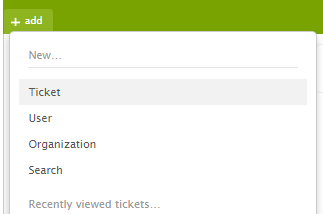 + add
New...
Ticket
User
Organization
Search
Recently viewed tickets...